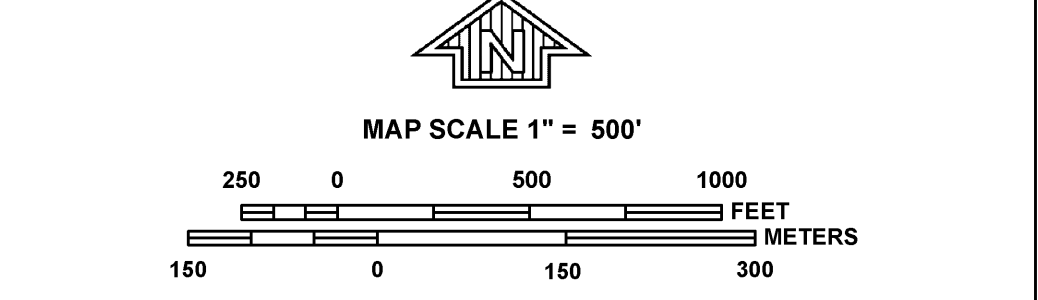 N
MAP SCALE 1" = 500'
250 0 500 1000
FEET
METERS
150 0 150 300